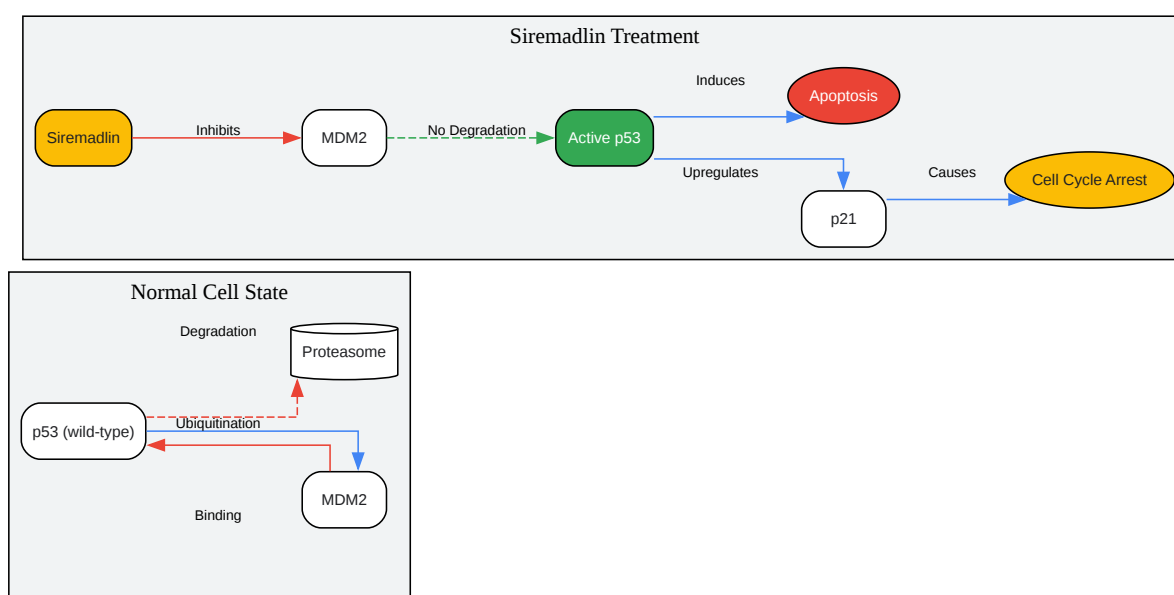 Siremadlin Treatment
Induces
Apoptosis
Siremadlin
Inhibits
MDM2
No Degradation
Active p53
Upregulates
Causes
Cell Cycle Arrest
p21
Normal Cell State
Degradation
Proteasome
p53 (wild-type)
Ubiquitination
MDM2
Binding